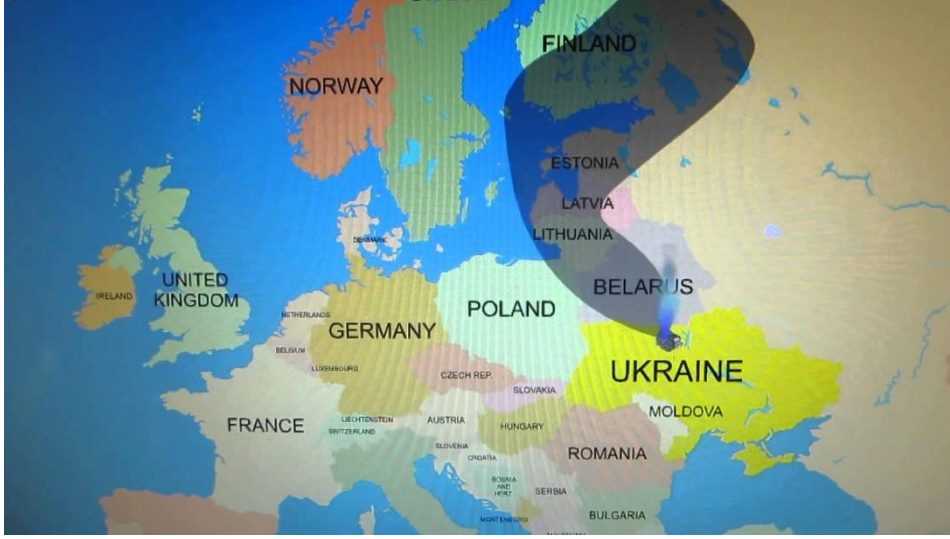 FINLAND
NORWAY
ESTONIA
LATVIA
DENMARK
LITHUANIA
UNITED
KINGDOM
IRELAND
BELARUS
POLAND
NETHERLANDS
GERMANY
BELGIUM
LUXEMBOURG
UKRAINE
CZECH REP.
SLOVAKIA
MOLDOVA
FRANCE
LIECHTENSTEIN
AUSTRIA
HUNGARY
SWITZERLAND
SLOVENIA
ROMANIA
CROATIA
BOSNIA
AND
HERZ
SERBIA
BULGARIA
MONTENEGRO